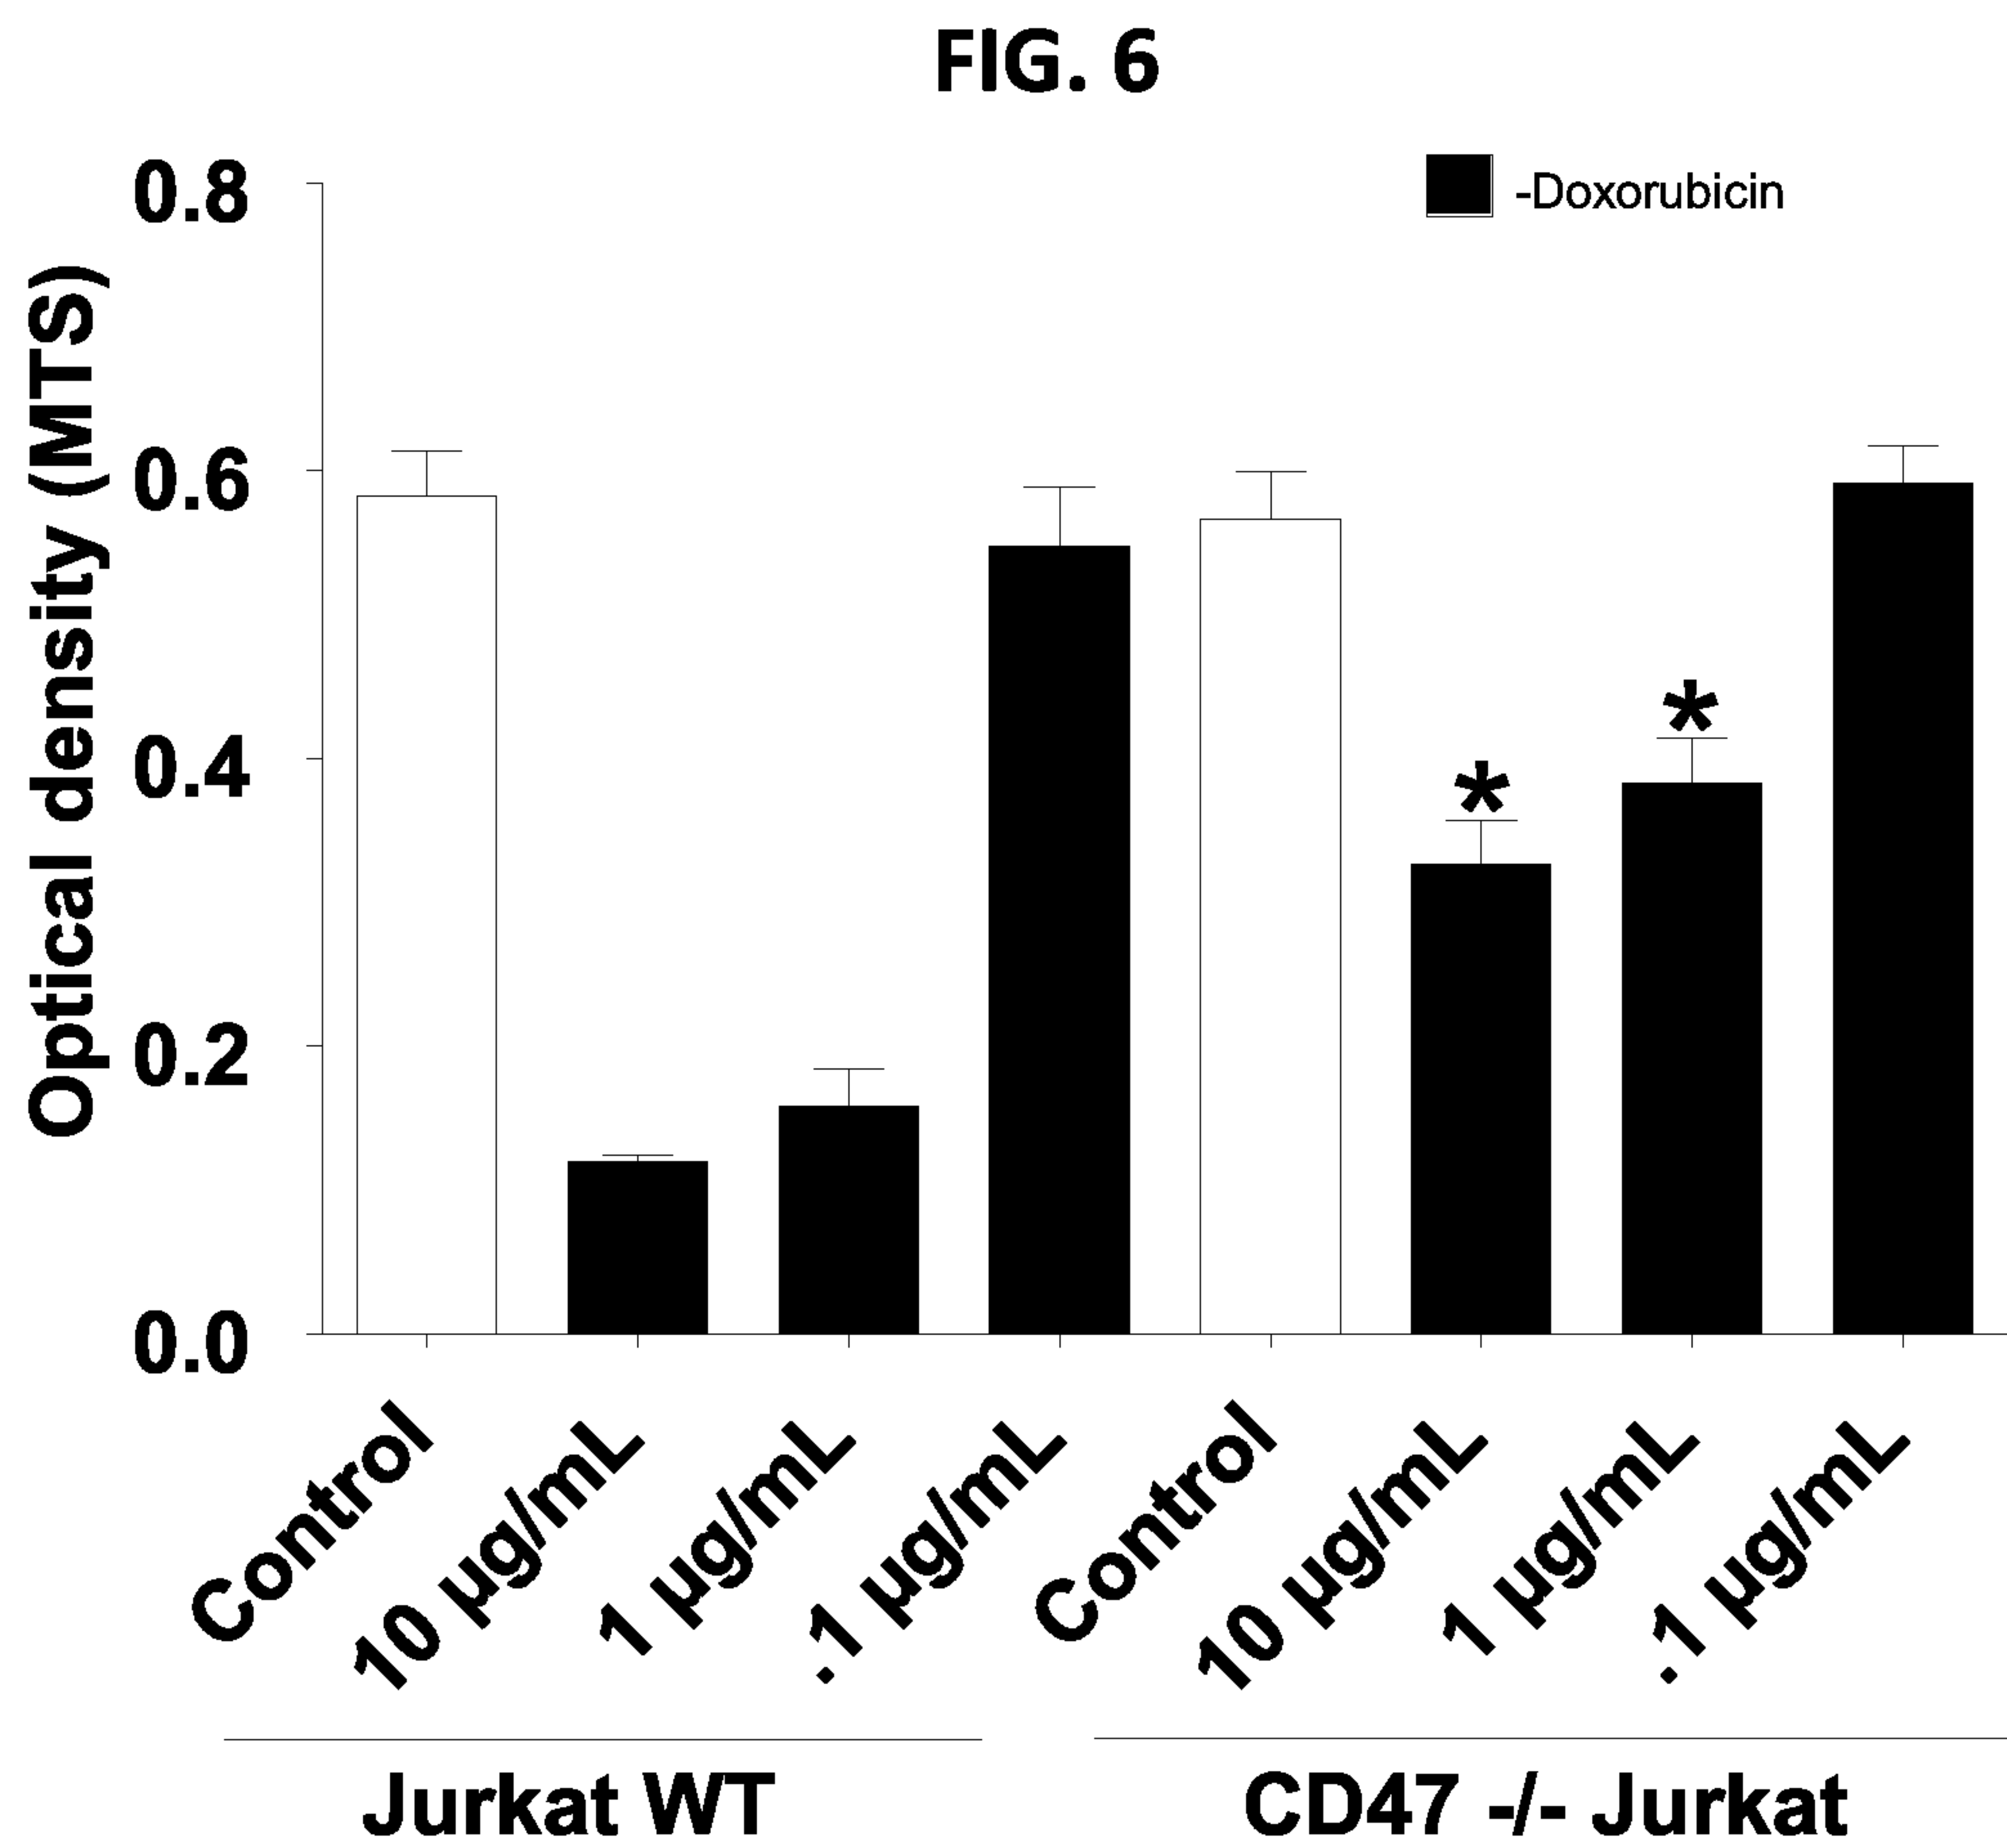 FIG. 6
-Doxorubicin
Optical density (MTS)
0.8
0.6
0.4
0.2
0.0
*
*
Control
10 µg/mL
1 µg/mL
.1 µg/mL
Control
10 µg/mL
1 µg/mL
.1 µg/mL
Jurkat WT
CD47 -/- Jurkat